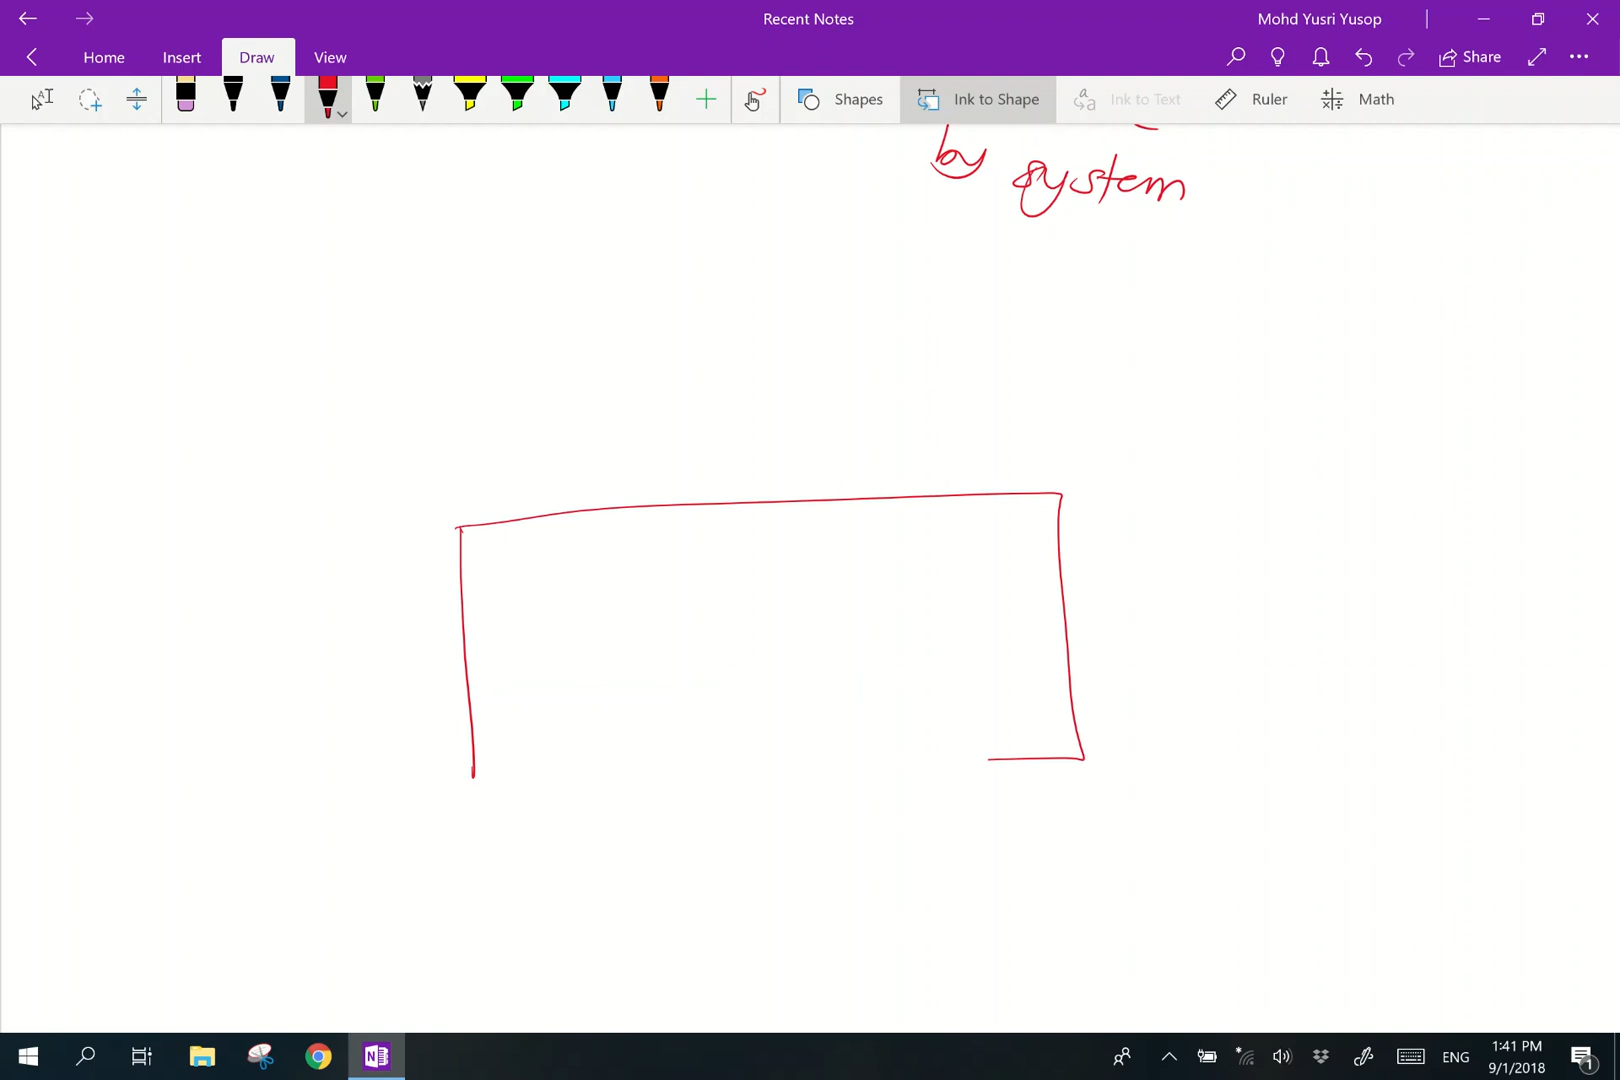 Recent Notes
Mohd Yusri Yusop
Home
Insert
Draw
View
Share
Shapes
Ink to Shape
Ink to Text
Ruler
Math
by system
ENG
1:41 PM
9/1/2018
1